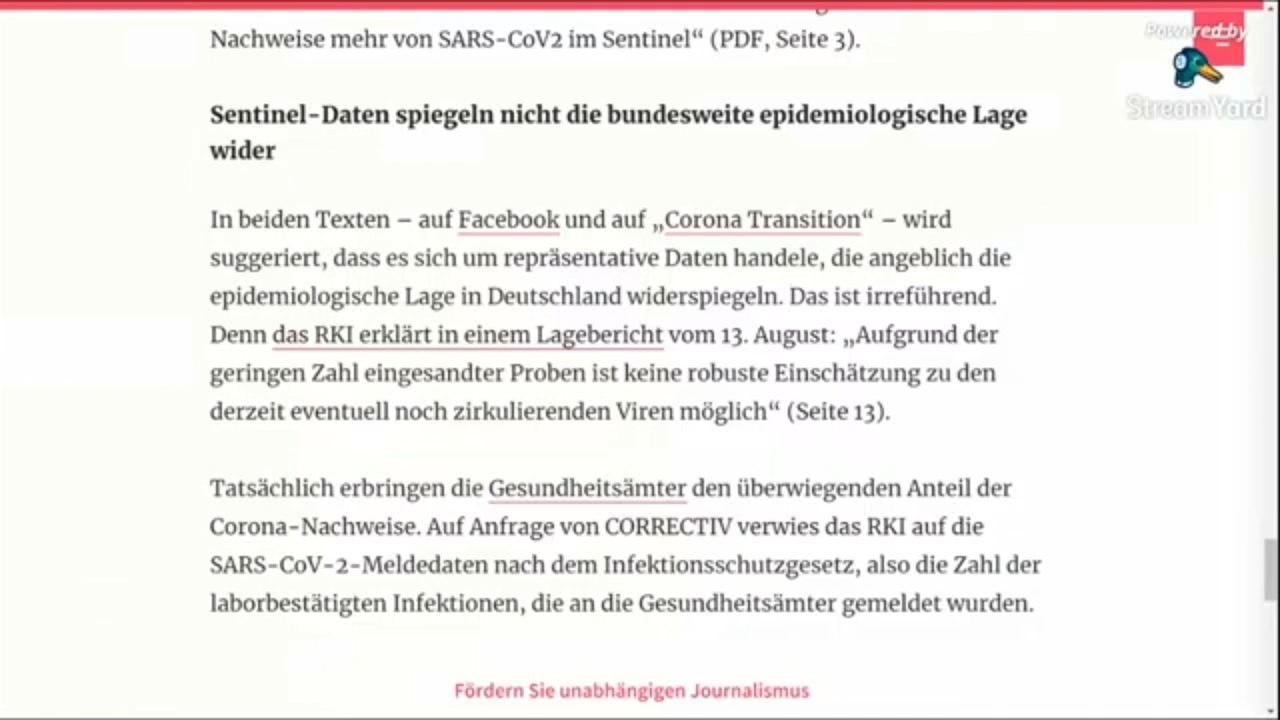 Nachweise mehr von SARS-CoV2 im Sentinel“ (PDF, Seite 3).
Powered by
StreamYard
Sentinel-Daten spiegeln nicht die bundesweite epidemiologische Lage
wider
In beiden Texten – auf Facebook und auf „Corona Transition“ – wird
suggeriert, dass es sich um repräsentative Daten handele, die angeblich die
epidemiologische Lage in Deutschland widerspiegeln. Das ist irreführend.
Denn das RKI erklärt in einem Lagebericht vom 13. August: „Aufgrund der
geringen Zahl eingesandter Proben ist keine robuste Einschätzung zu den
derzeit eventuell noch zirkulierenden Viren möglich“ (Seite 13).
Tatsächlich erbringen die Gesundheitsämter den überwiegenden Anteil der
Corona-Nachweise. Auf Anfrage von CORRECTIV verwies das RKI auf die
SARS-CoV-2-Meldedaten nach dem Infektionsschutzgesetz, also die Zahl der
laborbestätigten Infektionen, die an die Gesundheitsämter gemeldet wurden.
Fördern Sie unabhängigen Journalismus